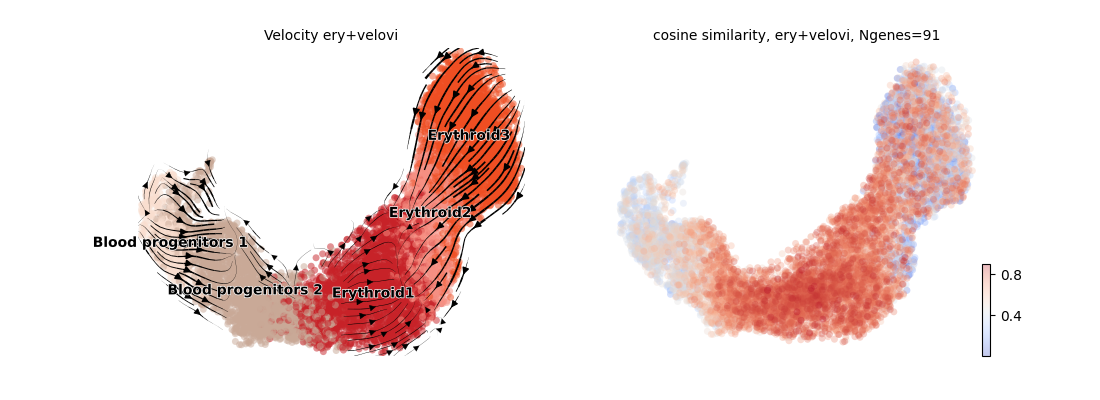 Velocity ery+velovi
cosine similarity, ery+velovi, Ngenes=91
Erythroid3
Erythroid2
Blood progenitors 1
Blood progenitors 2
Erythroid1
0.8
0.4